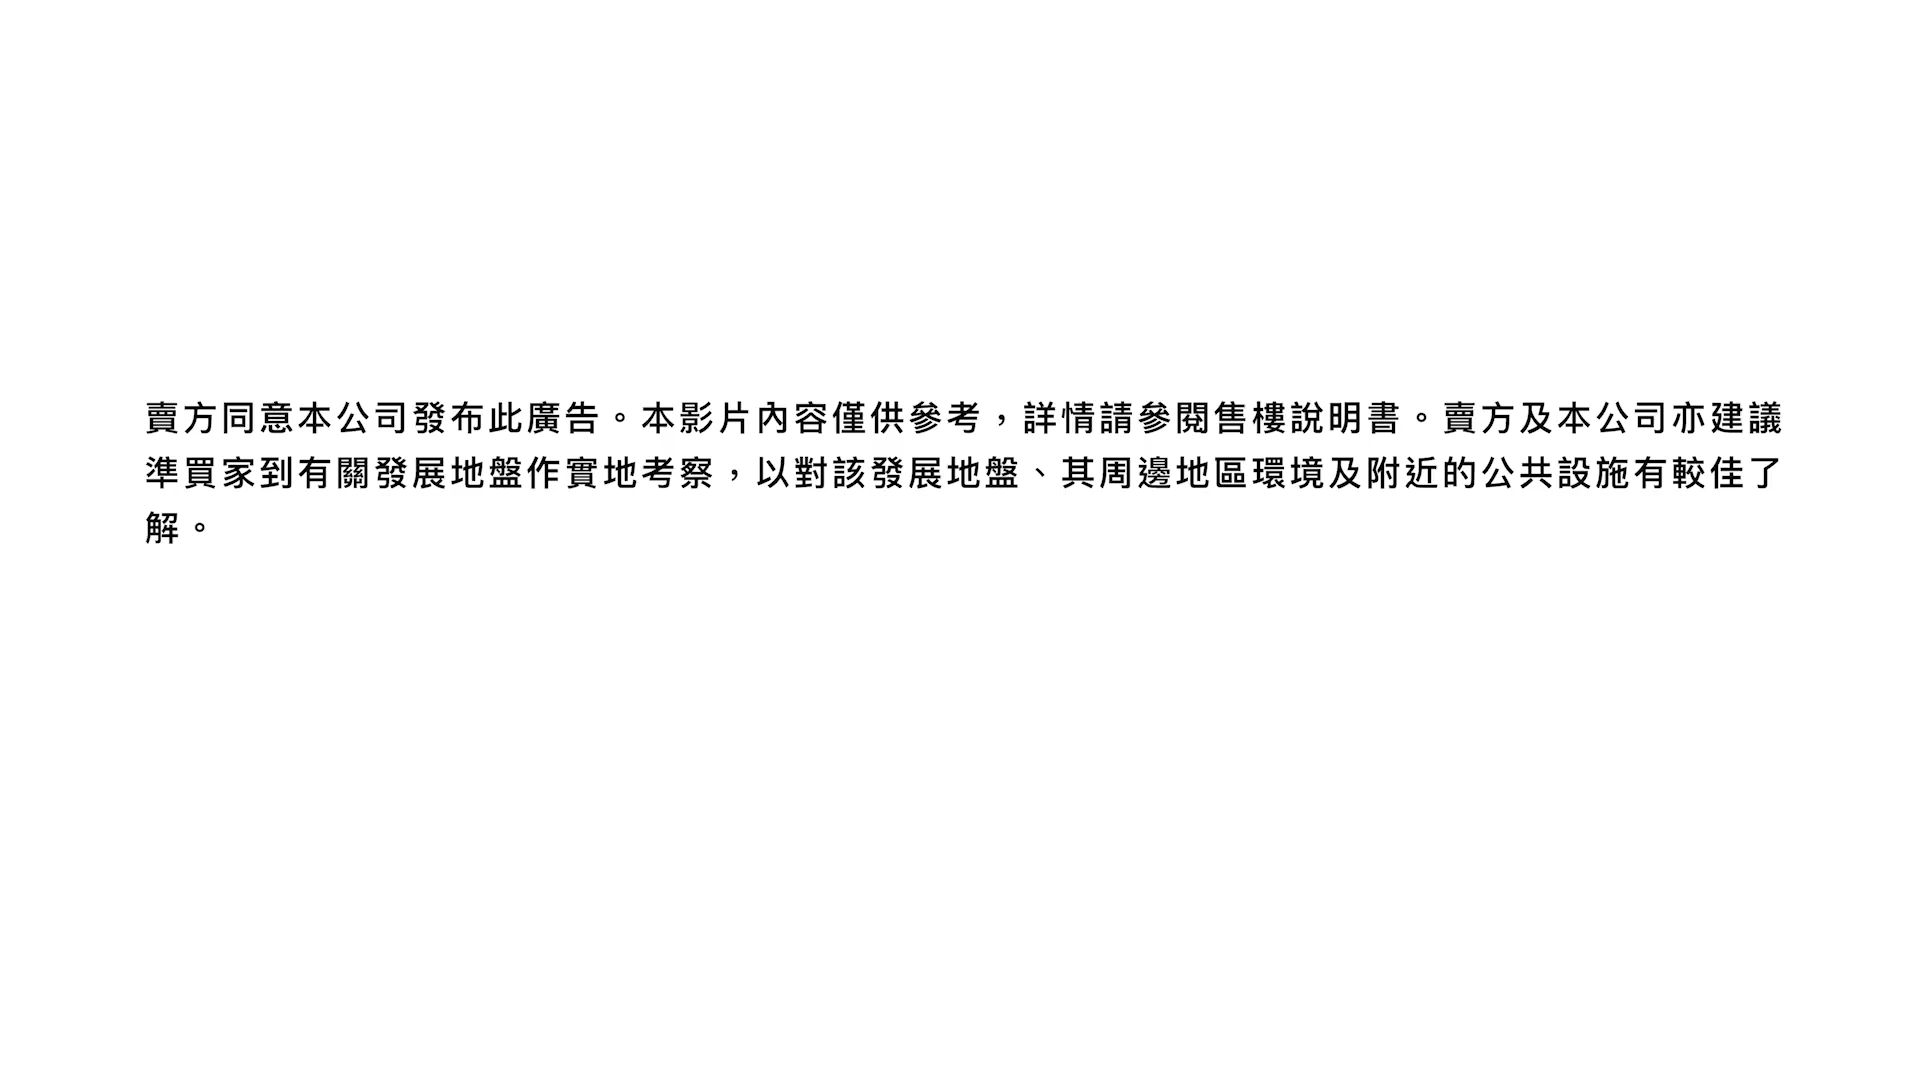 賣方同意本公司發布此廣告。本影片內容僅供參考，詳情請參閱售樓說明書。賣方及本公司亦建議
準買家到有關發展地盤作實地考察，以對該發展地盤、其周邊地區環境及附近的公共設施有較佳了
解。